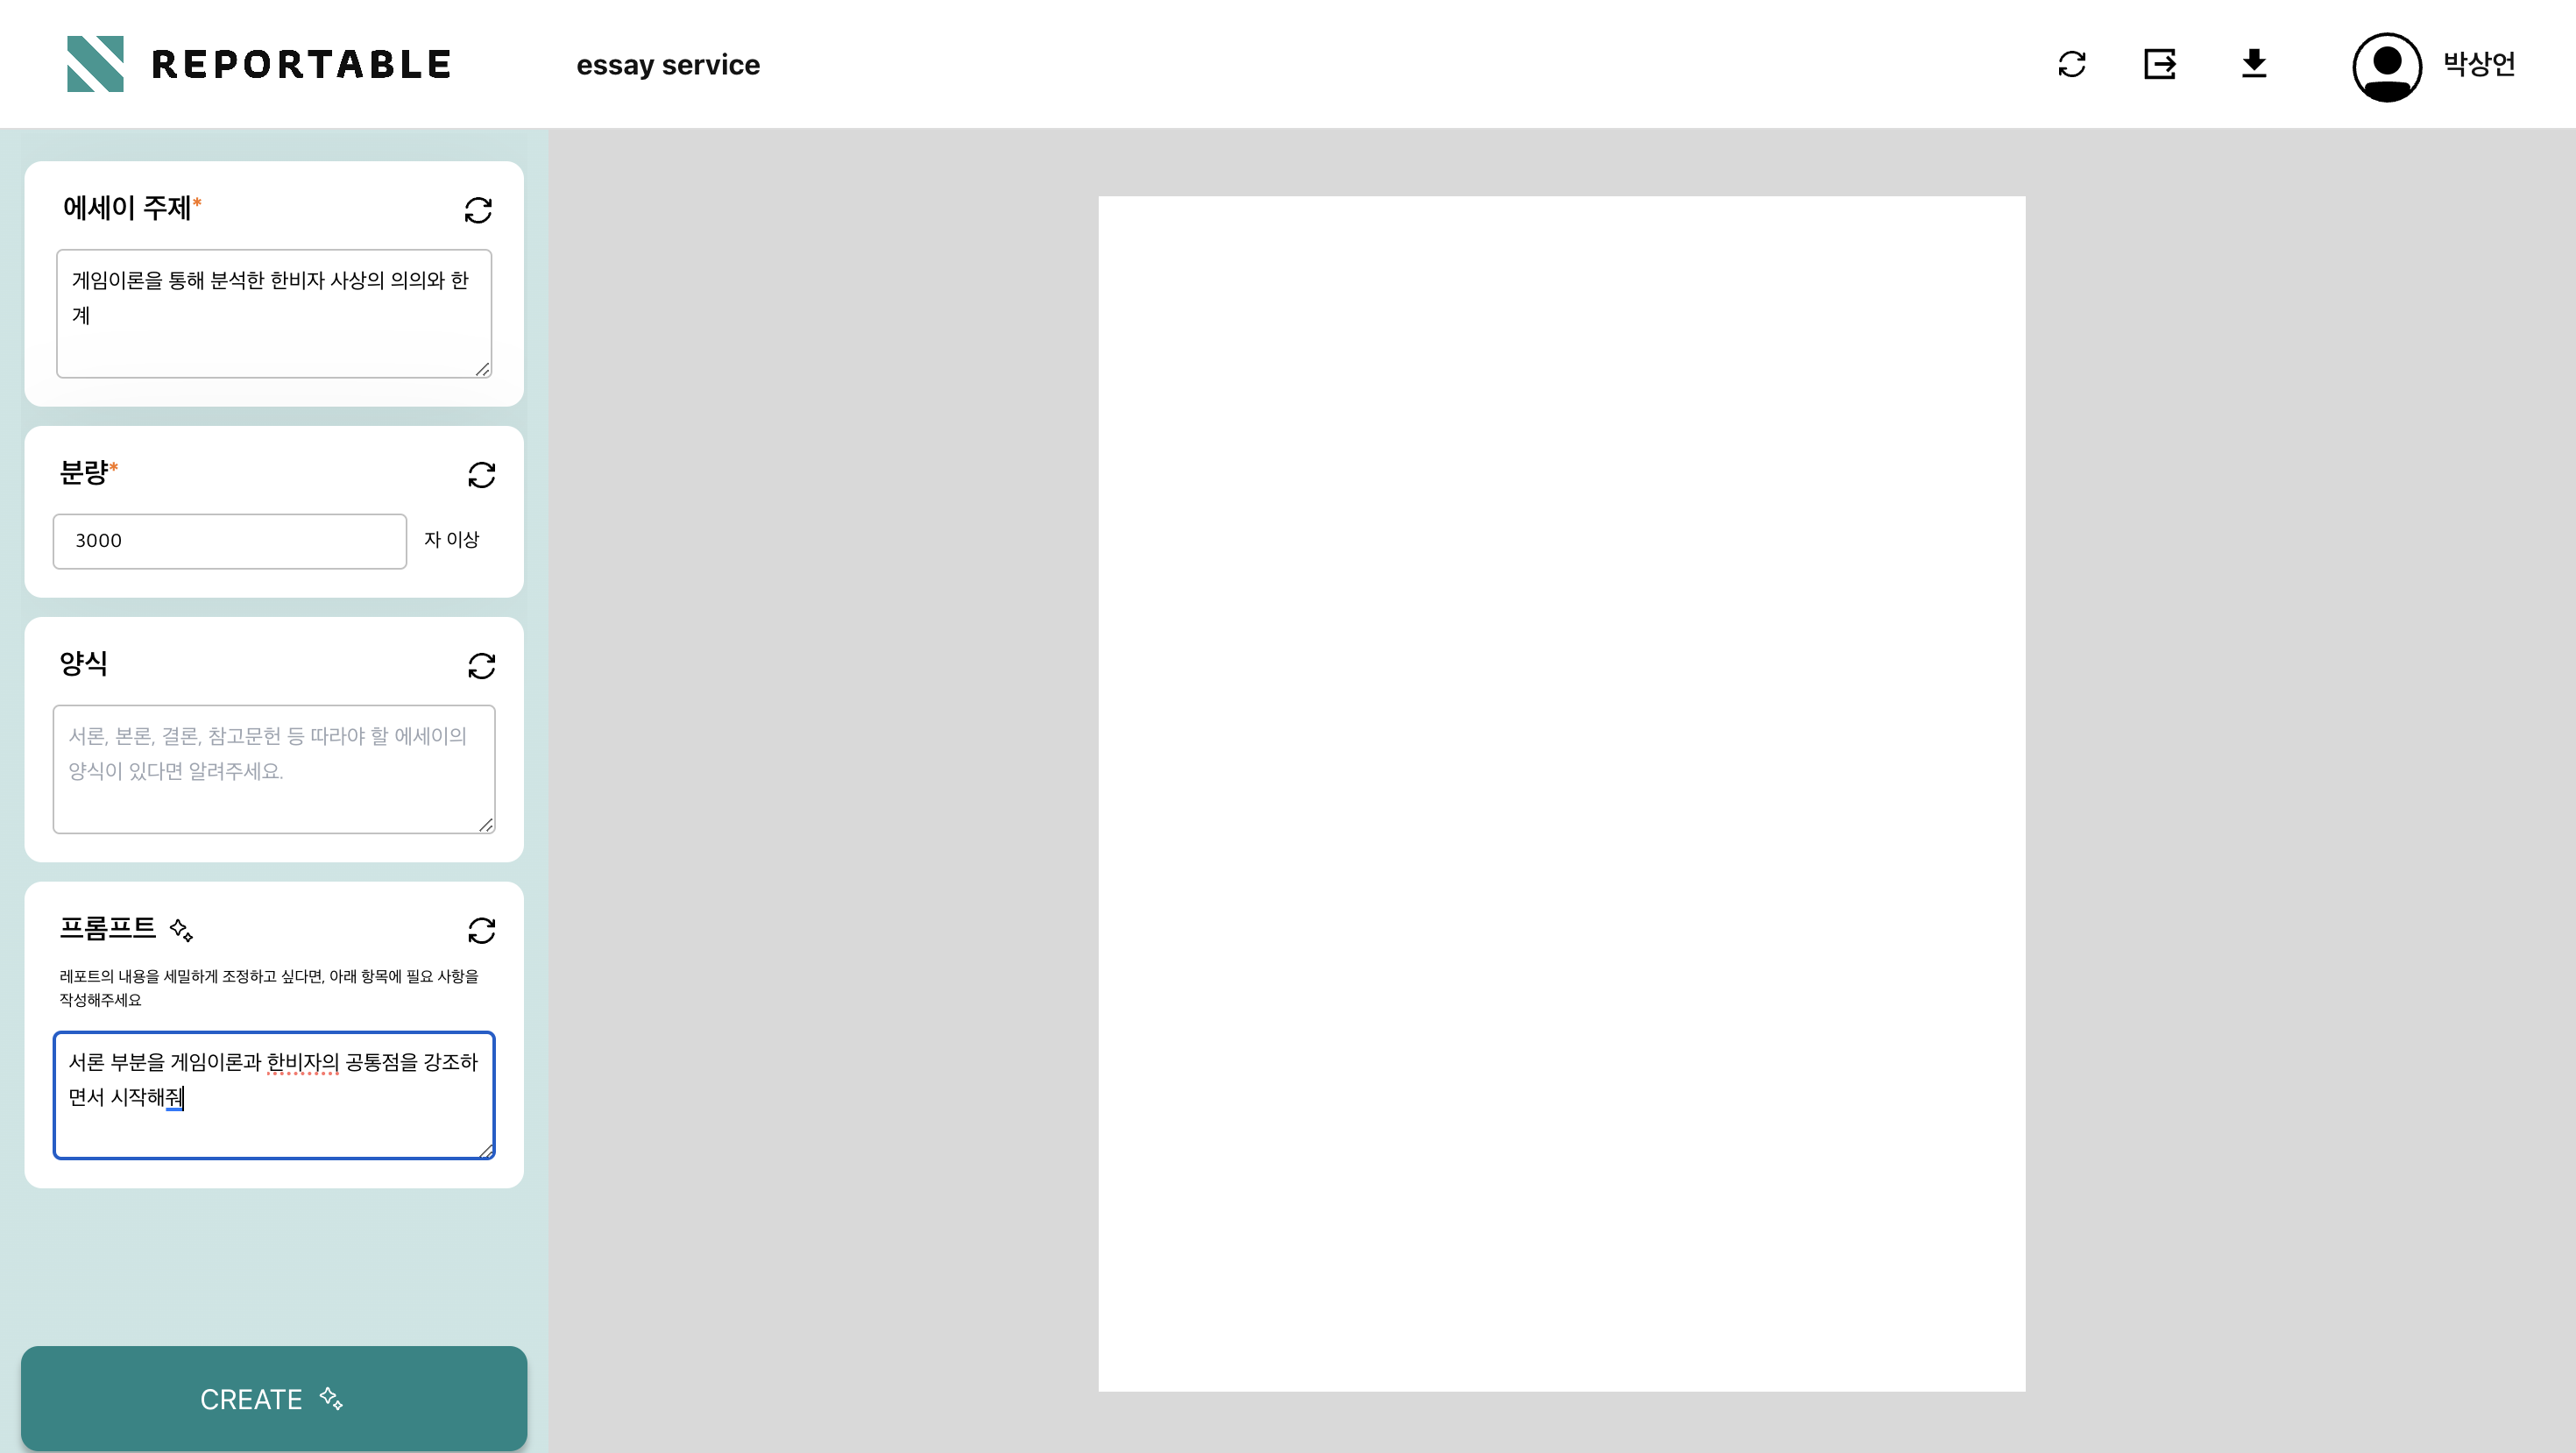 REPORTABLE
essay service
박상언
에세이 주제*
게임이론을 통해 분석한 한비자 사상의 의의와 한
계
분량*
3000
자 이상
양식
서론, 본론, 결론, 참고문헌 등 따라야 할 에세이의
양식이 있다면 알려주세요.
프롬프트
레포트의 내용을 세밀하게 조정하고 싶다면, 아래 항목에 필요 사항을
작성해주세요
서론 부분을 게임이론과 한비자의 공통점을 강조하
면서 시작해줘
CREATE